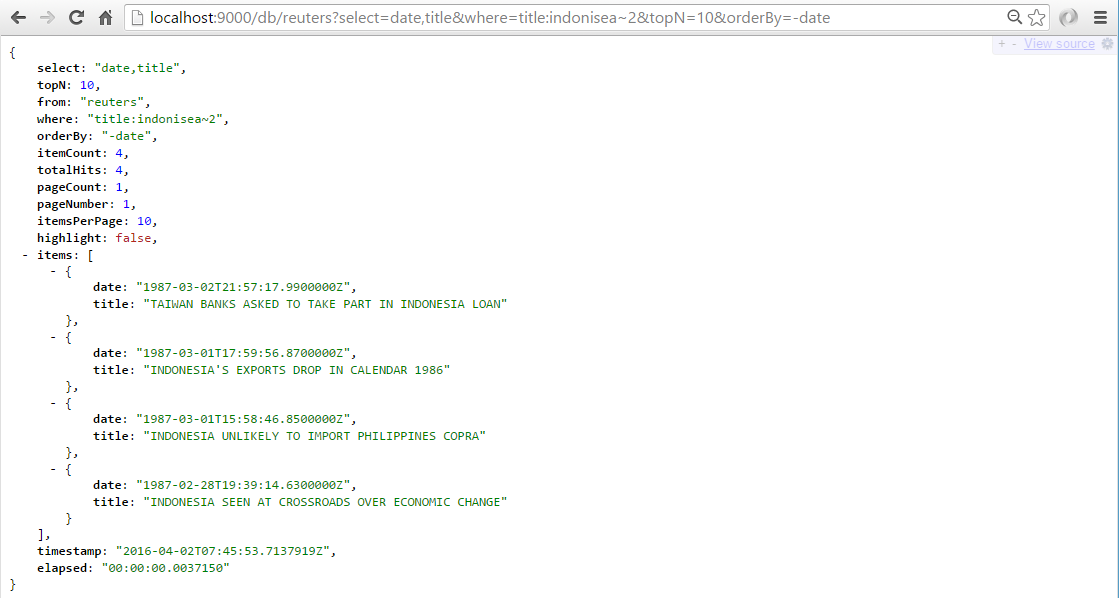 localhost:9000/db/reuters?select=date,title&where=title:indonisea~2&topN=10&orderBy=-date
+ - View source
{
select: "date,title",
topN: 10,
from: "reuters",
where: "title:indonisea~2",
orderBy: "-date",
itemCount: 4,
totalHits: 4,
pageCount: 1,
pageNumber: 1,
itemsPerPage: 10,
highlight: false,
- items: [
- {
date: "1987-03-02T21:57:17.9900000Z",
title: "TAIWAN BANKS ASKED TO TAKE PART IN INDONESIA LOAN"
},
- {
date: "1987-03-01T17:59:56.8700000Z",
title: "INDONESIA'S EXPORTS DROP IN CALENDAR 1986"
},
- {
date: "1987-03-01T15:58:46.8500000Z",
title: "INDONESIA UNLIKELY TO IMPORT PHILIPPINES COPRA"
},
- {
date: "1987-02-28T19:39:14.6300000Z",
title: "INDONESIA SEEN AT CROSSROADS OVER ECONOMIC CHANGE"
}
],
timestamp: "2016-04-02T07:45:53.7137919Z",
elapsed: "00:00:00.0037150"
}